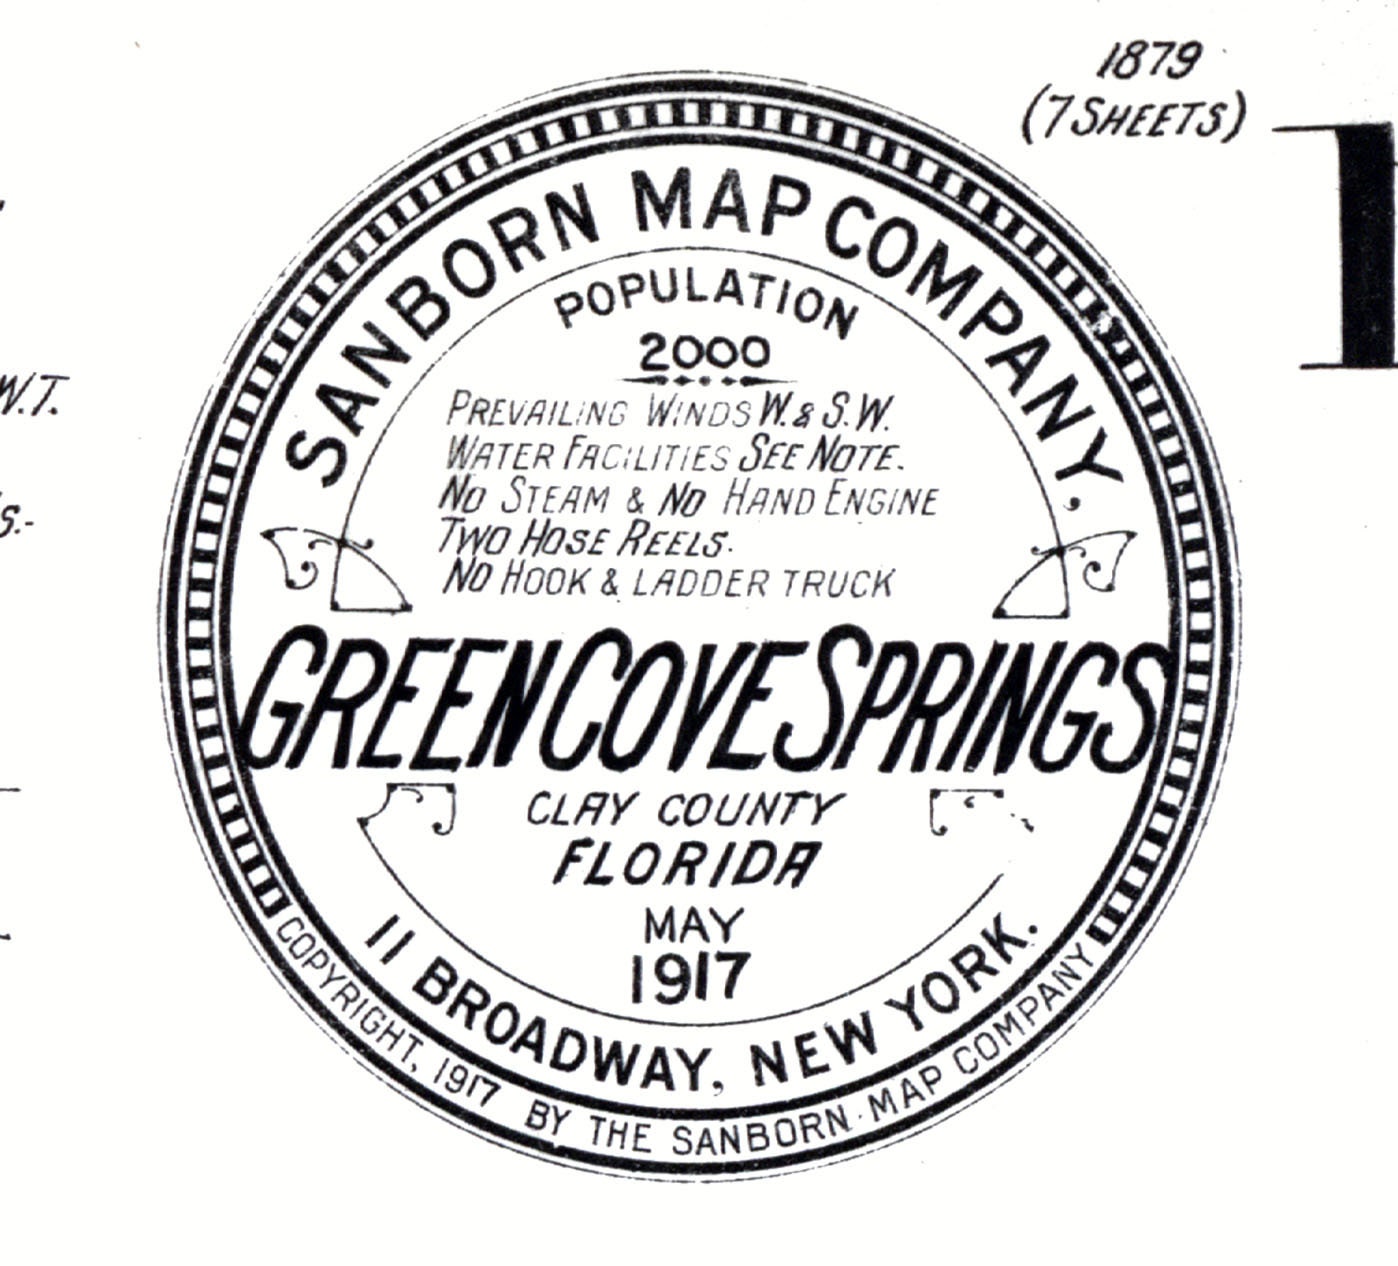 1879
(7 SHEETS)
SANBORN MAP COMPANY,
POPULATION
2000
PREVAILING WINDS W. & S.W.
WATER FACILITIES SEE NOTE.
NO STEAM & NO HAND ENGINE
TWO HOSE REELS.
NO HOOK & LADDER TRUCK
W.T.
S.-
GREEN COVE SPRINGS
CLAY COUNTY
FLORIDA
MAY
1917
11 BROADWAY, NEW YORK.
COPYRIGHT, 1917 BY THE SANBORN MAP COMPANY